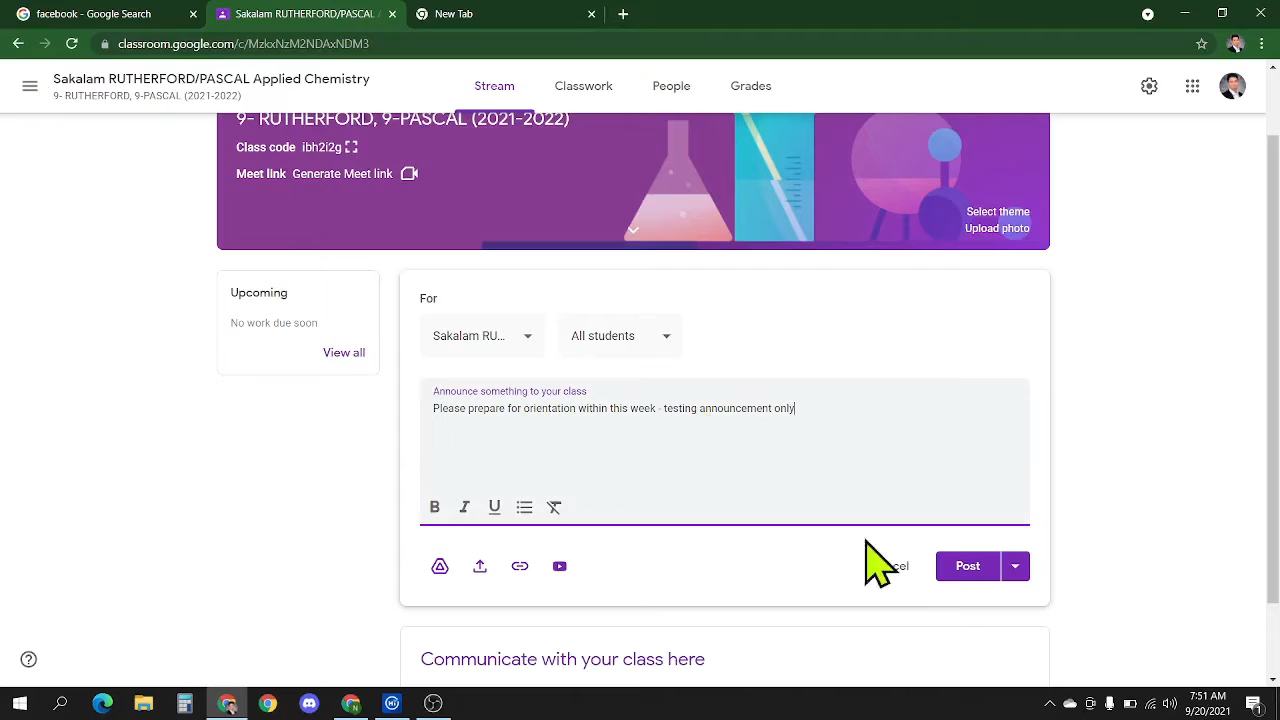 facebook - Google Search
Sakalam RUTHERFORD/PASCAL A
New Tab
classroom.google.com/c/MzkxNzM2NDAxNDM3
Sakalam RUTHERFORD/PASCAL Applied Chemistry
9- RUTHERFORD, 9-PASCAL (2021-2022)
Stream
Classwork
People
Grades
9- RUTHERFORD, 9-PASCAL (2021-2022)
Class code ibh2i2g
Meet link Generate Meet link
Select theme
Upload photo
Upcoming
No work due soon
View all
For
Sakalam RU...
All students
Announce something to your class
Please prepare for orientation within this week - testing announcement only
B I U
Post
Communicate with your class here
7:51 AM
9/20/2021